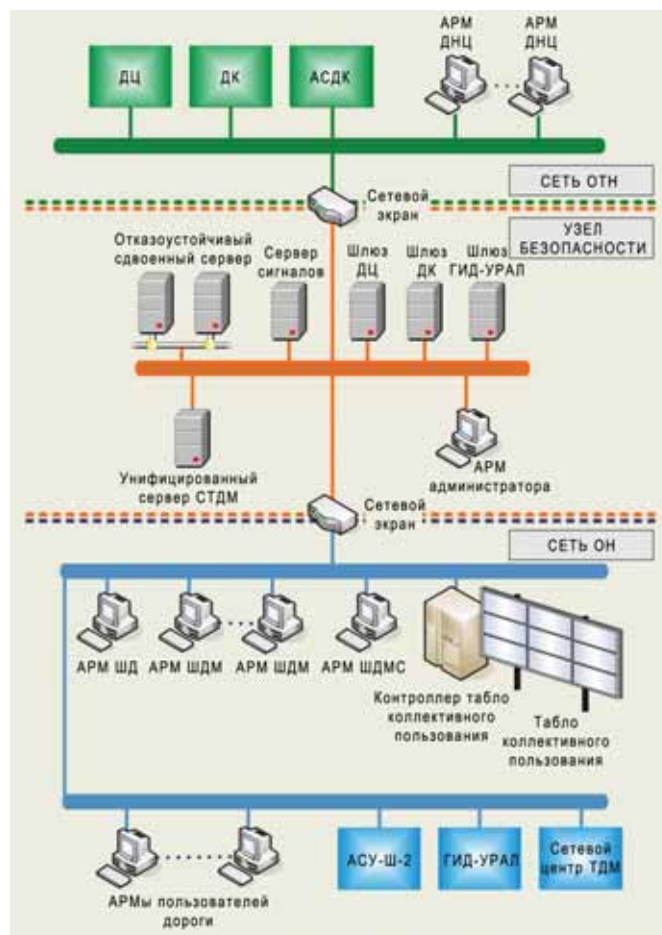 АРМ
ДНЦ
АРМ
ДНЦ
ДЦ
ДК
АСДК
СЕТЬ ОТН
Сетевой
экран
УЗЕЛ
БЕЗОПАСНОСТИ
Отказоустойчивый
сдвоенный сервер
Сервер
сигналов
Шлюз
ДЦ
Шлюз
ДК
Шлюз
ГИД-УРАЛ
Унифицированный
сервер СТДМ
АРМ
администратора
Сетевой
экран
СЕТЬ ОН
АРМ ШД
АРМ ШДМ
АРМ ШДМ
АРМ ШДМС
Контроллер табло
коллективного
пользования
Табло
коллективного
пользования
АРМы пользователей
дороги
АСУ-Ш-2
ГИД-УРАЛ
Сетевой
центр ТДМ